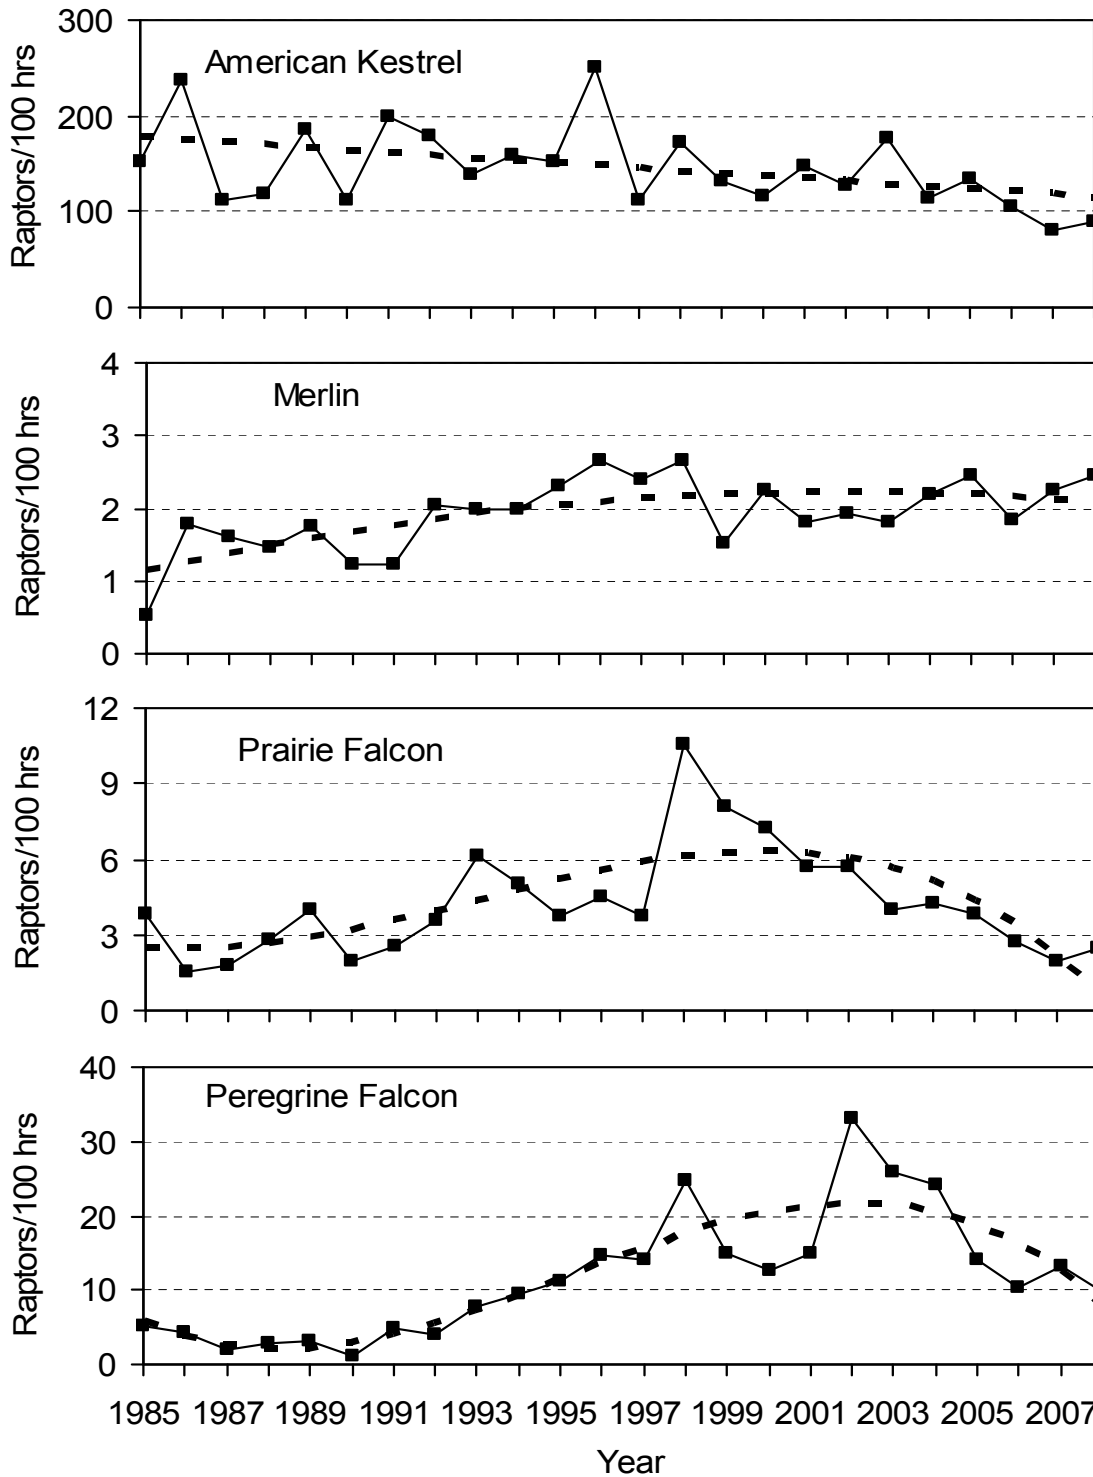 American Kestrel
Raptors/100 hrs
300
200
100
0
Merlin
Raptors/100 hrs
4
3
2
1
0
Prairie Falcon
Raptors/100 hrs
12
9
6
3
0
Peregrine Falcon
Raptors/100 hrs
40
30
20
10
0
1985 1987 1989 1991 1993 1995 1997 1999 2001 2003 2005 2007
Year